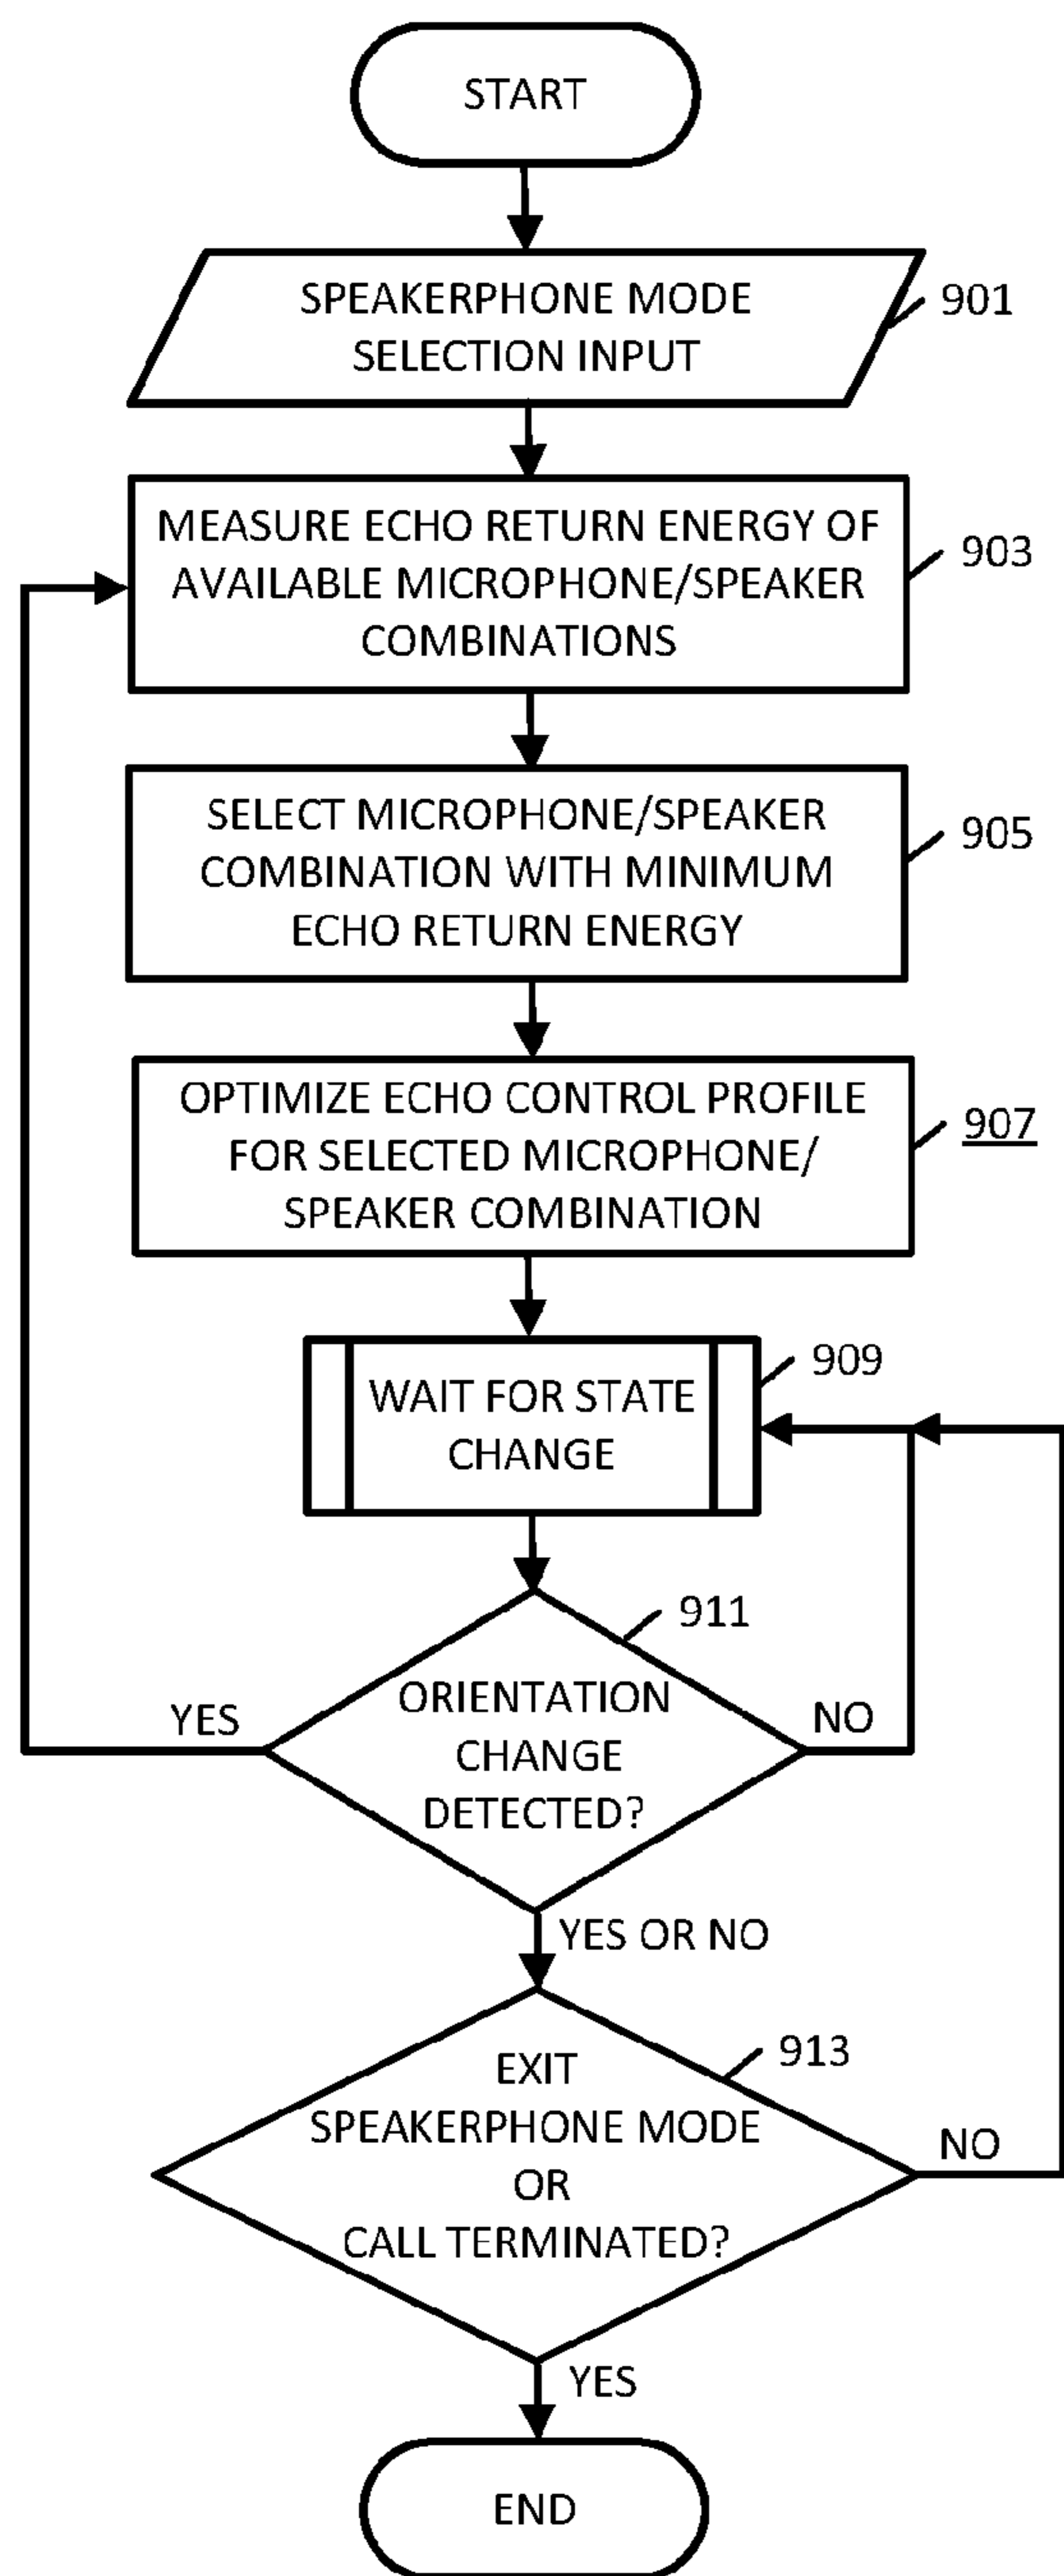 START
SPEAKERPHONE MODE
SELECTION INPUT
901
MEASURE ECHO RETURN ENERGY OF
AVAILABLE MICROPHONE/SPEAKER
COMBINATIONS
903
SELECT MICROPHONE/SPEAKER
COMBINATION WITH MINIMUM
ECHO RETURN ENERGY
905
OPTIMIZE ECHO CONTROL PROFILE
FOR SELECTED MICROPHONE/
SPEAKER COMBINATION
907
WAIT FOR STATE
CHANGE
909
911
ORIENTATION
CHANGE
DETECTED?
YES
NO
YES OR NO
913
EXIT
SPEAKERPHONE MODE
OR
CALL TERMINATED?
NO
YES
END